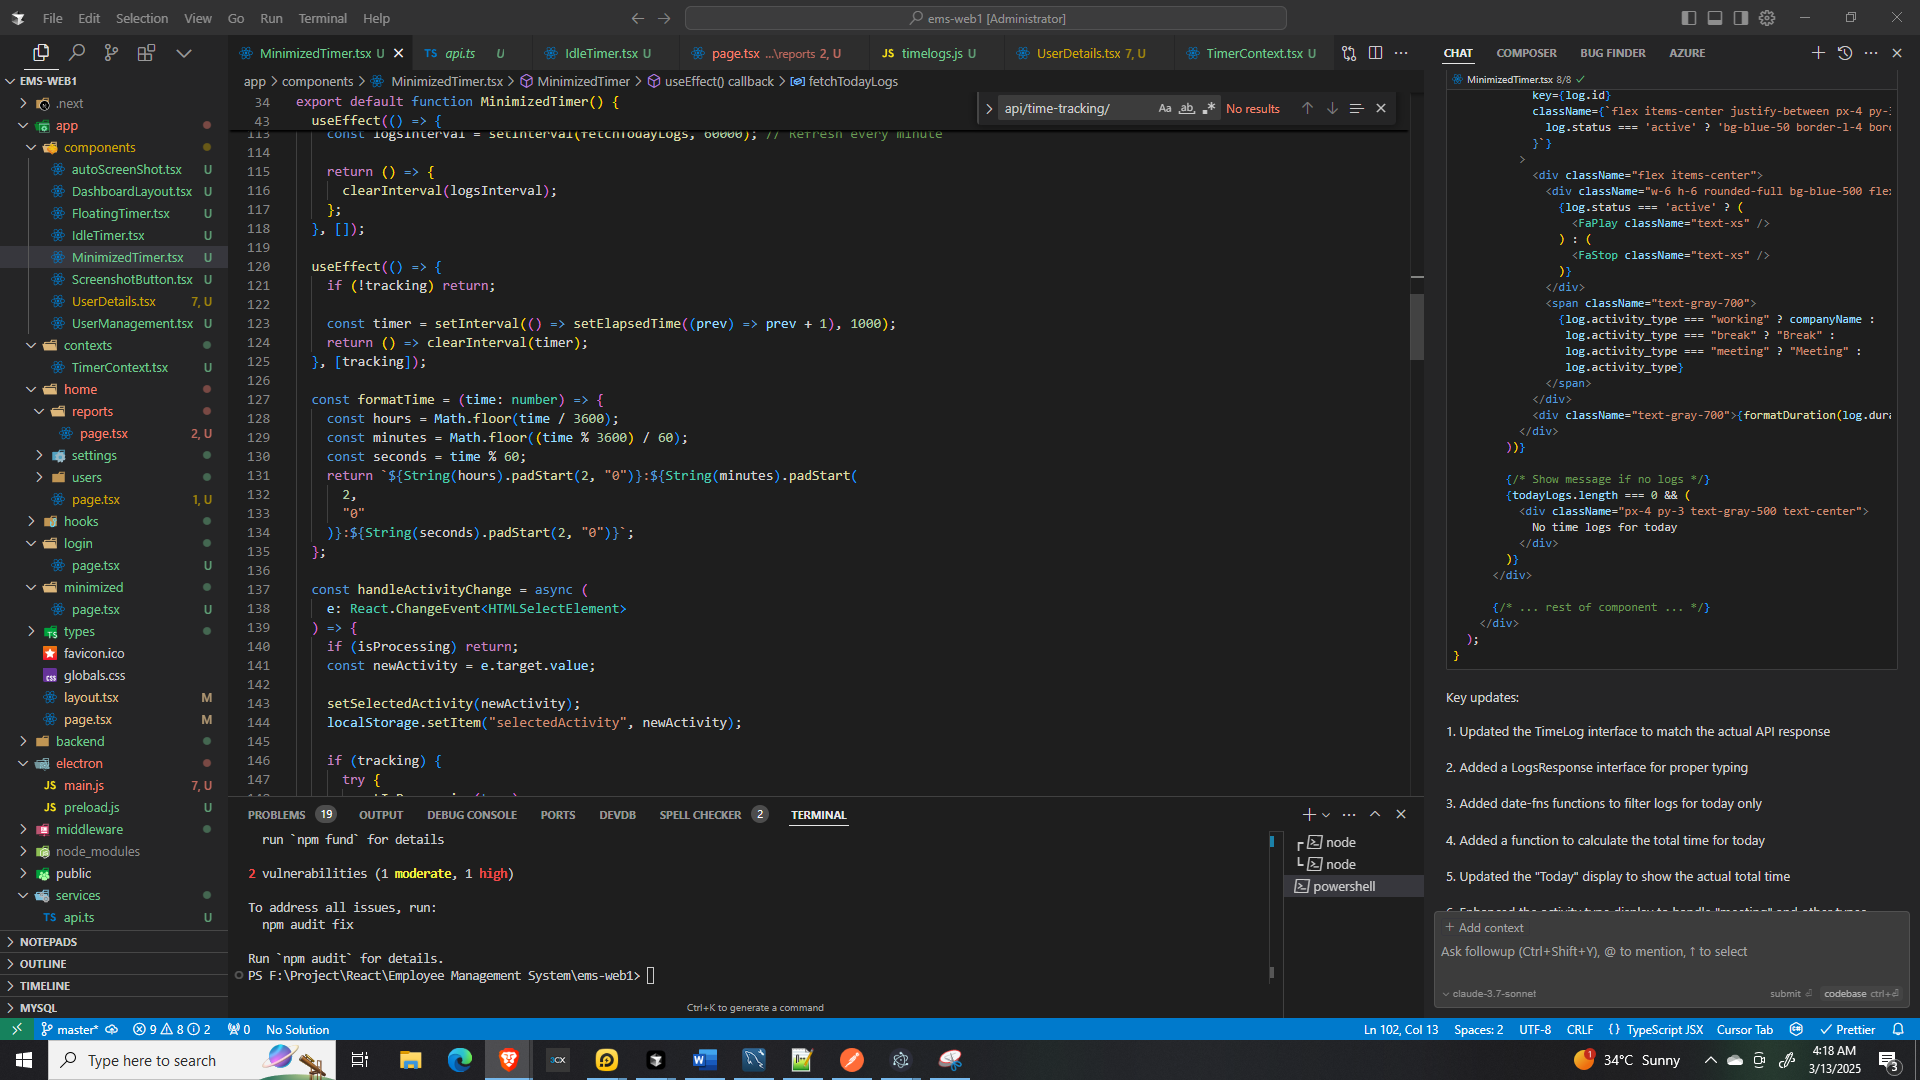 File Edit Selection View Go Run Terminal Help
ems-web1 [Administrator]
EMS-WEB1
.next
app
components
autoScreenShot.tsx U
DashboardLayout.tsx U
FloatingTimer.tsx U
IdleTimer.tsx U
MinimizedTimer.tsx U
ScreenshotButton.tsx U
UserDetails.tsx 7, U
UserManagement.tsx U
contexts
TimerContext.tsx U
home
reports
page.tsx 2, U
settings
users
page.tsx 1, U
hooks
login
page.tsx U
minimized
page.tsx U
types
favicon.ico
globals.css
layout.tsx M
page.tsx M
backend
electron
JS main.js 7, U
JS preload.js U
middleware
node_modules
public
services
TS api.ts U
NOTEPADS
OUTLINE
TIMELINE
MYSQL
MinimizedTimer.tsx U
TS api.ts U
IdleTimer.tsx U
page.tsx ...\reports 2, U
JS timelogs.js U
UserDetails.tsx 7, U
TimerContext.tsx U
app > components > MinimizedTimer.tsx > MinimizedTimer > useEffect() callback > fetchTodayLogs
api/time-tracking/ Aa ab No results
34 export default function MinimizedTimer() {
43 useEffect(() => {
113 const logsInterval = setInterval(fetchTodayLogs, 60000); // Refresh every minute
114
115 return () => {
116 clearInterval(logsInterval);
117 };
118 }, []);
119
120 useEffect(() => {
121 if (!tracking) return;
122
123 const timer = setInterval(() => setElapsedTime((prev) => prev + 1), 1000);
124 return () => clearInterval(timer);
125 }, [tracking]);
126
127 const formatTime = (time: number) => {
128 const hours = Math.floor(time / 3600);
129 const minutes = Math.floor((time % 3600) / 60);
130 const seconds = time % 60;
131 return `${String(hours).padStart(2, "0")}:${String(minutes).padStart(
132 2,
133 "0"
134 )}:${String(seconds).padStart(2, "0")}`;
135 };
136
137 const handleActivityChange = async (
138 e: React.ChangeEvent<HTMLSelectElement>
139 ) => {
140 if (isProcessing) return;
141 const newActivity = e.target.value;
142
143 setSelectedActivity(newActivity);
144 localStorage.setItem("selectedActivity", newActivity);
145
146 if (tracking) {
147 try {
PROBLEMS 19 OUTPUT DEBUG CONSOLE PORTS DEVDB SPELL CHECKER 2 TERMINAL
run `npm fund` for details
2 vulnerabilities (1 moderate, 1 high)
To address all issues, run:
npm audit fix
Run `npm audit` for details.
PS F:\Project\React\Employee Management System\ems-web1>
Ctrl+K to generate a command
node
node
powershell
CHAT COMPOSER BUG FINDER AZURE
MinimizedTimer.tsx 8/8
key={log.id}
className={`flex items-center justify-between px-4 py-
log.status === 'active' ? 'bg-blue-50 border-l-4 bor
}`}
>
<div className="flex items-center">
<div className="w-6 h-6 rounded-full bg-blue-500 fle
{log.status === 'active' ? (
<FaPlay className="text-xs" />
) : (
<FaStop className="text-xs" />
)}
</div>
<span className="text-gray-700">
{log.activity_type === "working" ? companyName :
log.activity_type === "break" ? "Break" :
log.activity_type === "meeting" ? "Meeting" :
log.activity_type}
</span>
</div>
<div className="text-gray-700">{formatDuration(log.dura
</div>
))}
{/* Show message if no logs */}
{todayLogs.length === 0 && (
<div className="px-4 py-3 text-gray-500 text-center">
No time logs for today
</div>
)}
</div>
{/* ... rest of component ... */}
</div>
);
}
Key updates:
1. Updated the TimeLog interface to match the actual API response
2. Added a LogsResponse interface for proper typing
3. Added date-fns functions to filter logs for today only
4. Added a function to calculate the total time for today
5. Updated the "Today" display to show the actual total time
6. Enhanced the activity type display to handle "meeting" and other types
+ Add context
Ask followup (Ctrl+Shift+Y), @ to mention, ↑ to select
claude-3.7-sonnet submit codebase ctrl+
master* 9 8 2 0 No Solution
Ln 102, Col 13 Spaces: 2 UTF-8 CRLF {} TypeScript JSX Cursor Tab Prettier
Type here to search
34°C Sunny
4:18 AM
3/13/2025
3